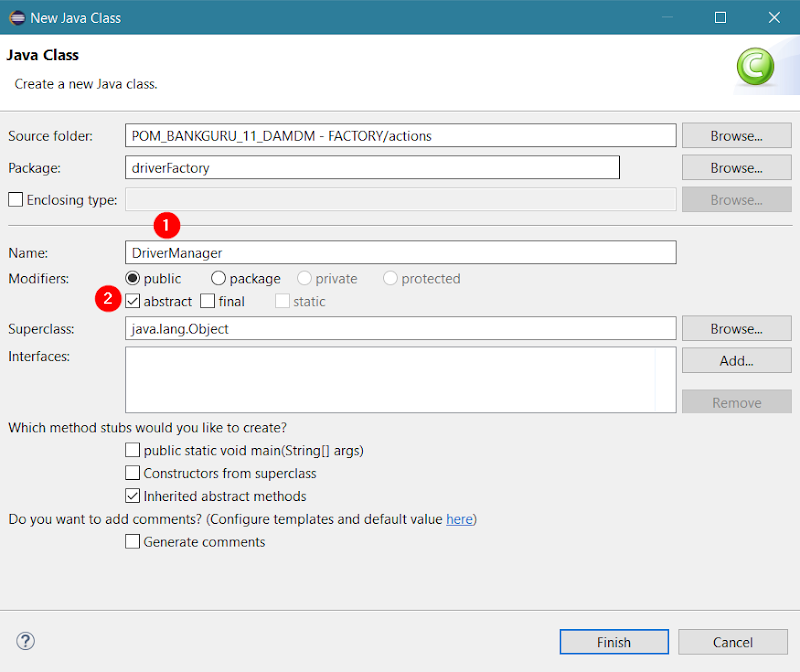 New Java Class
Java Class
Create a new Java class.
Source folder: POM_BANKGURU_11_DAMDM - FACTORY/actions Browse...
Package: driverFactory Browse...
Enclosing type: Browse...
1
Name: DriverManager
Modifiers: public package private protected
2 abstract final static
Superclass: java.lang.Object Browse...
Interfaces: Add...
Remove
Which method stubs would you like to create?
public static void main(String[] args)
Constructors from superclass
Inherited abstract methods
Do you want to add comments? (Configure templates and default value here)
Generate comments
? Finish Cancel